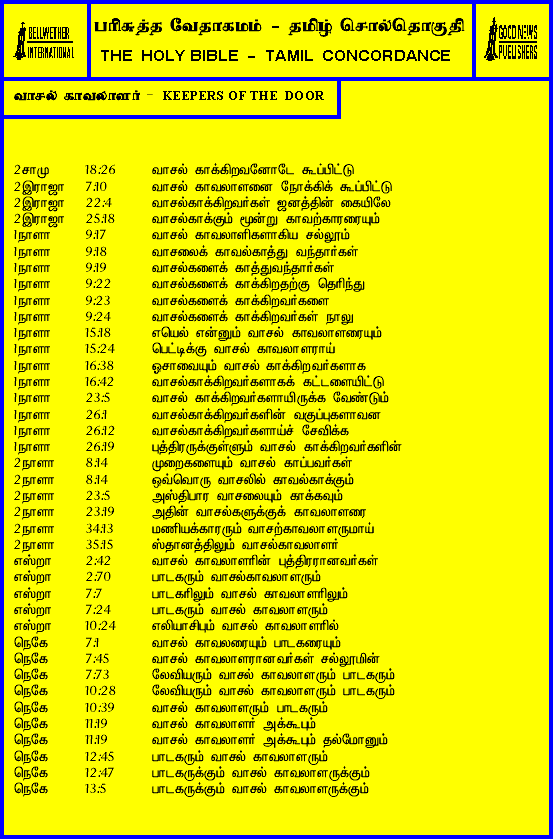 BELLWETHER
INTERNATIONAL
பரிசுத்த வேதாகமம் - தமிழ் சொல்தொகுதி
THE HOLY BIBLE - TAMIL CONCORDANCE
GOOD NEWS
PUBLISHERS
வாசல் காவலாளர் - KEEPERS OF THE DOOR
2சாமு 18:26 வாசல் காக்கிறவனோடே கூப்பிட்டு
2இராஜா 7:10 வாசல் காவலாளனை நோக்கிக் கூப்பிட்டு
2இராஜா 22:4 வாசல்காக்கிறவர்கள் ஜனத்தின் கையிலே
2இராஜா 25:18 வாசல்காக்கும் மூன்று காவற்காரரையும்
1நாளா 9:17 வாசல் காவலாளிகளாகிய சல்லூம்
1நாளா 9:18 வாசலைக் காவல்காத்து வந்தார்கள்
1நாளா 9:19 வாசல்களைக் காத்துவந்தார்கள்
1நாளா 9:22 வாசல்களைக் காக்கிறதற்கு தெரிந்து
1நாளா 9:23 வாசல்களைக் காக்கிறவர்களை
1நாளா 9:24 வாசல்களைக் காக்கிறவர்கள் நாலு
1நாளா 15:18 எயெல் என்னும் வாசல் காவலாளரையும்
1நாளா 15:24 பெட்டிக்கு வாசல் காவலாளராய்
1நாளா 16:38 ஓசாவையும் வாசல் காக்கிறவர்களாக
1நாளா 16:42 வாசல்காக்கிறவர்களாகக் கட்டளையிட்டு
1நாளா 23:5 வாசல் காக்கிறவர்களாயிருக்க வேண்டும்
1நாளா 26:1 வாசல்காக்கிறவர்களின் வகுப்புகளாவன
1நாளா 26:12 வாசல்காக்கிறவர்களாய்ச் சேவிக்க
1நாளா 26:19 புத்திரருக்குள்ளும் வாசல் காக்கிறவர்களின்
2நாளா 8:14 முறைகளையும் வாசல் காப்பவர்கள்
2நாளா 8:14 ஒவ்வொரு வாசலில் காவல்காக்கும்
2நாளா 23:5 அஸ்திபார வாசலையும் காக்கவும்
2நாளா 23:19 அதின் வாசல்களுக்குக் காவலாளரை
2நாளா 34:13 மணியக்காரரும் வாசற்காவலாளருமாய்
2நாளா 35:15 ஸ்தானத்திலும் வாசல்காவலாளர்
எஸ்றா 2:42 வாசல் காவலாளரின் புத்திரரானவர்கள்
எஸ்றா 2:70 பாடகரும் வாசல்காவலாளரும்
எஸ்றா 7:7 பாடகரிலும் வாசல் காவலாளரிலும்
எஸ்றா 7:24 பாடகரும் வாசல் காவலாளரும்
எஸ்றா 10:24 எலியாசிபும் வாசல் காவலாளரில்
நெகே 7:1 வாசல் காவலரையும் பாடகரையும்
நெகே 7:45 வாசல் காவலாளரானவர்கள் சல்லூமின்
நெகே 7:73 லேவியரும் வாசல் காவலாளரும் பாடகரும்
நெகே 10:28 லேவியரும் வாசல் காவலாளரும் பாடகரும்
நெகே 10:39 வாசல் காவலாளரும் பாடகரும்
நெகே 11:19 வாசல் காவலாளர் அக்கூபும்
நெகே 11:19 வாசல் காவலாளர் அக்கூபும் தல்மோனும்
நெகே 12:45 பாடகரும் வாசல் காவலாளரும்
நெகே 12:47 பாடகருக்கும் வாசல் காவலாளருக்கும்
நெகே 13:5 பாடகருக்கும் வாசல் காவலாளருக்கும்